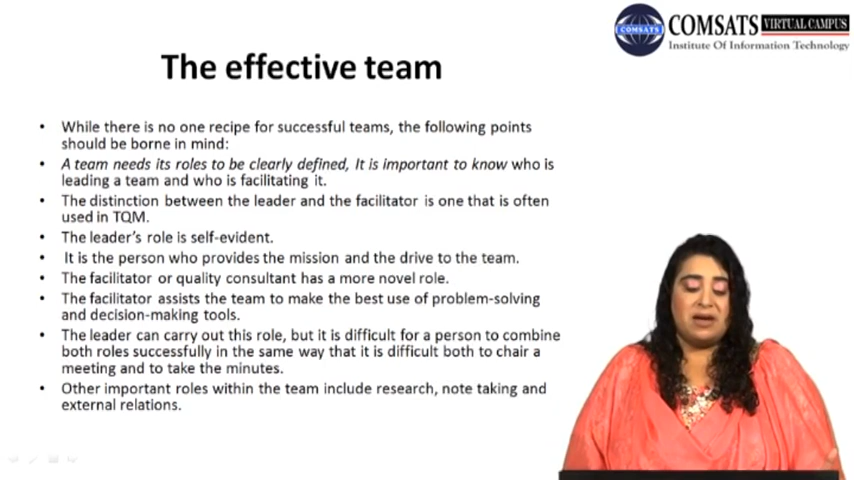 COMSATS VIRTUAL CAMPUS
COMSATS
Institute Of Information Technology
The effective team
• While there is no one recipe for successful teams, the following points
should be borne in mind:
• A team needs its roles to be clearly defined, It is important to know who is
leading a team and who is facilitating it.
• The distinction between the leader and the facilitator is one that is often
used in TQM.
• The leader's role is self-evident.
• It is the person who provides the mission and the drive to the team.
• The facilitator or quality consultant has a more novel role.
• The facilitator assists the team to make the best use of problem-solving
and decision-making tools.
• The leader can carry out this role, but it is difficult for a person to combine
both roles successfully in the same way that it is difficult both to chair a
meeting and to take the minutes.
• Other important roles within the team include research, note taking and
external relations.